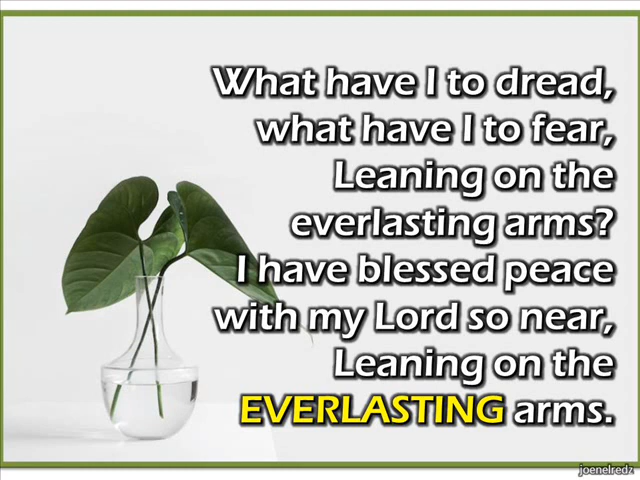 What have I to dread,
what have I to fear,
Leaning on the
everlasting arms?
I have blessed peace
with my Lord so near,
Leaning on the
EVERLASTING arms.
joenelredz